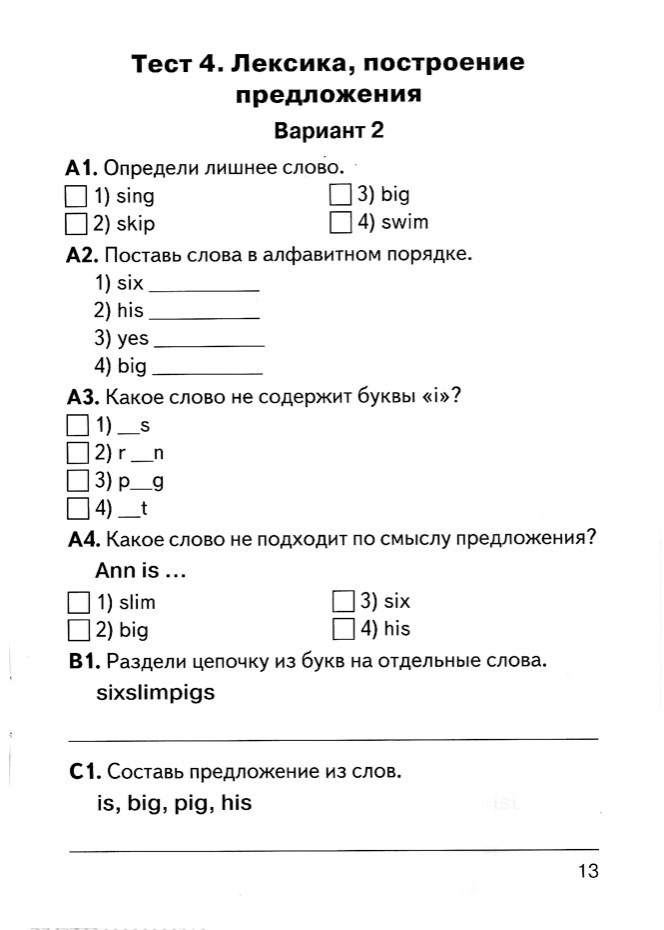 Тест 4. Лексика, построение
предложения
Вариант 2
А1. Определи лишнее слово.
1) sing 3) big
2) skip 4) swim
А2. Поставь слова в алфавитном порядке.
1) six ___________
2) his ___________
3) yes ___________
4) big ___________
А3. Какое слово не содержит буквы «i»?
1) __s
2) r __n
3) p__g
4) __t
А4. Какое слово не подходит по смыслу предложения?
Ann is ...
1) slim 3) six
2) big 4) his
В1. Раздели цепочку из букв на отдельные слова.
sixslimpigs
С1. Составь предложение из слов.
is, big, pig, his
13